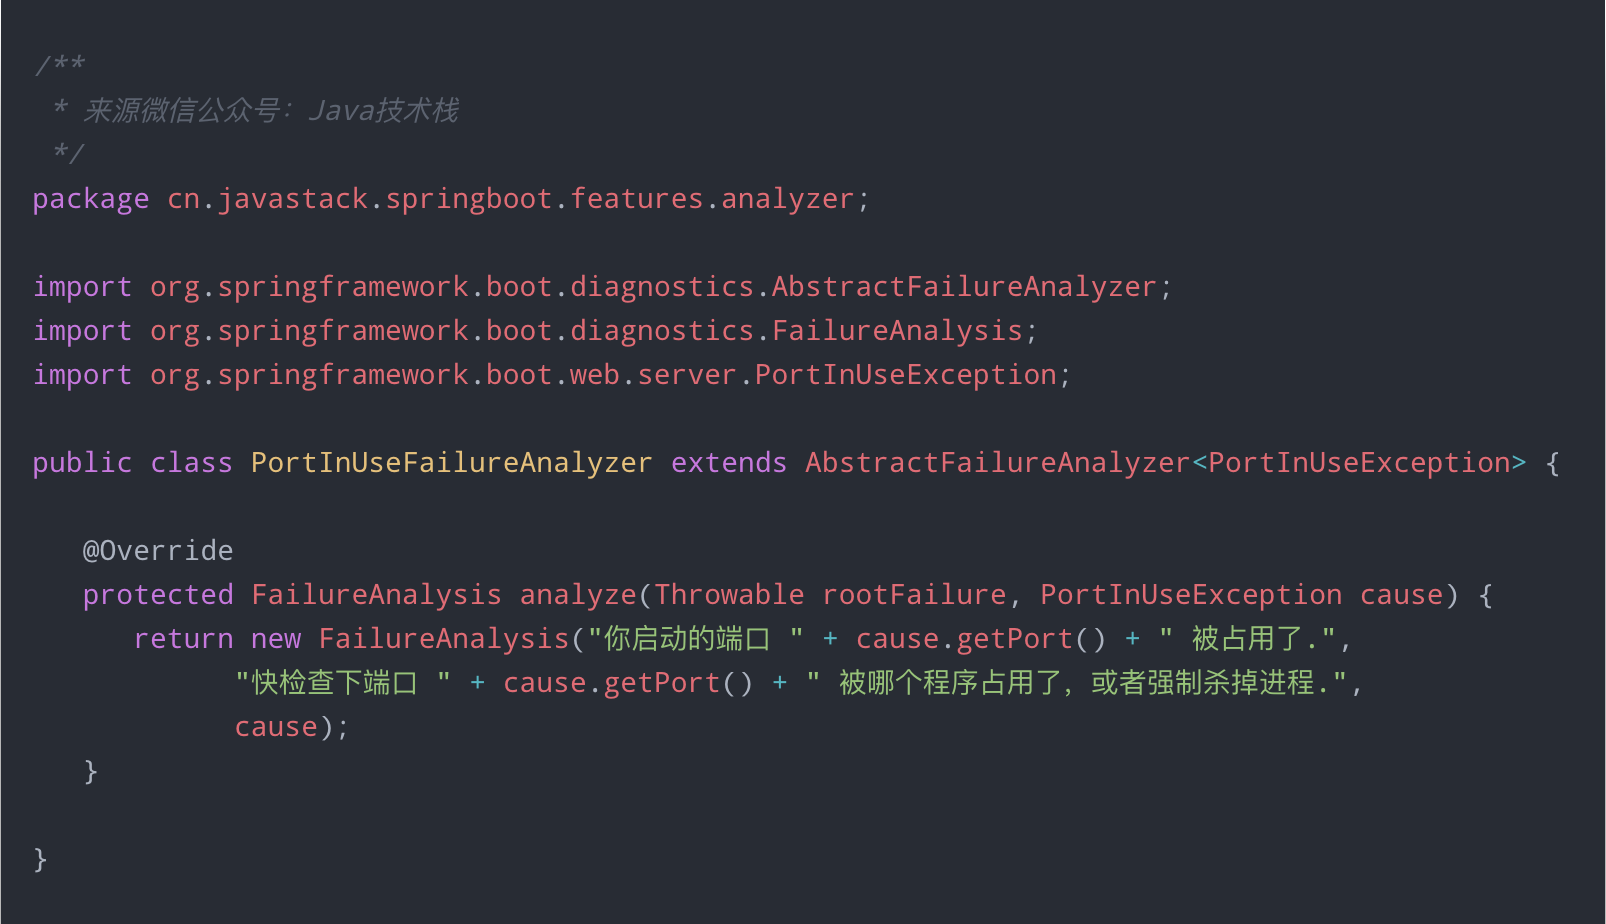 /**
 * 来源微信公众号：Java技术栈
 */
package cn.javastack.springboot.features.analyzer;
import org.springframework.boot.diagnostics.AbstractFailureAnalyzer;
import org.springframework.boot.diagnostics.FailureAnalysis;
import org.springframework.boot.web.server.PortInUseException;
public class PortInUseFailureAnalyzer extends AbstractFailureAnalyzer<PortInUseException> {
   @Override
   protected FailureAnalysis analyze(Throwable rootFailure, PortInUseException cause) {
      return new FailureAnalysis("你启动的端口 " + cause.getPort() + " 被占用了.",
            "快检查下端口 " + cause.getPort() + " 被哪个程序占用了，或者强制杀掉进程.",
            cause);
   }
}